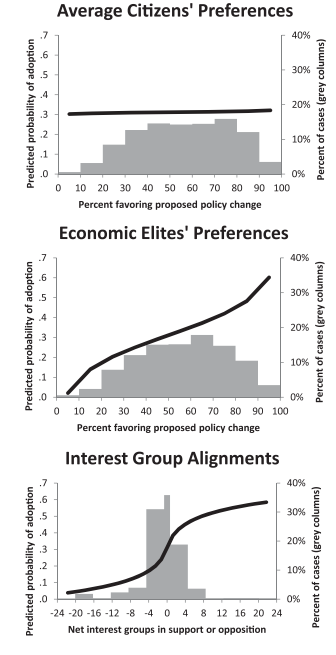 Average Citizens' Preferences
Predicted probability of adoption
.7
.6
.5
.4
.3
.2
.1
.0
40%
30%
20%
10%
0%
Percent of cases (grey columns)
0 10 20 30 40 50 60 70 80 90 100
Percent favoring proposed policy change
Economic Elites' Preferences
Predicted probability of adoption
.7
.6
.5
.4
.3
.2
.1
.0
40%
30%
20%
10%
0%
Percent of cases (grey columns)
0 10 20 30 40 50 60 70 80 90 100
Percent favoring proposed policy change
Interest Group Alignments
Predicted probability of adoption
.7
.6
.5
.4
.3
.2
.1
.0
40%
30%
20%
10%
0%
Percent of cases (grey columns)
-24 -20 -16 -12 -8 -4 0 4 8 12 16 20 24
Net interest groups in support or opposition